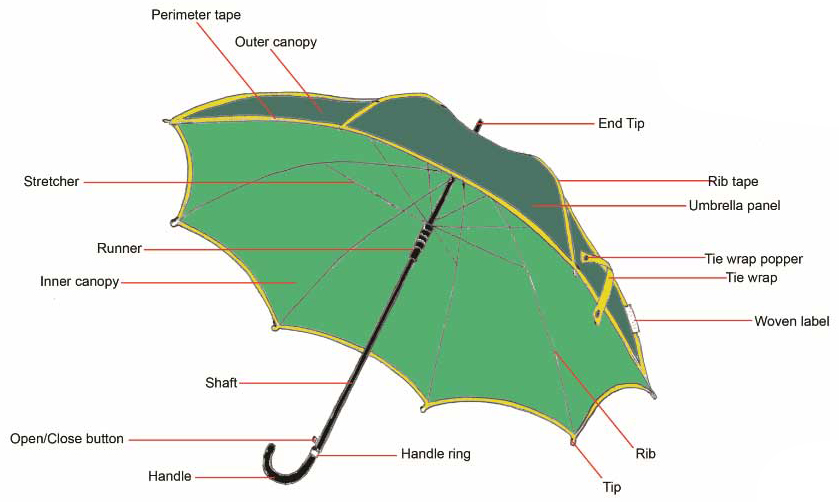 Perimeter tape
Outer canopy
End Tip
Stretcher
Rib tape
Umbrella panel
Runner
Tie wrap popper
Inner canopy
Tie wrap
Woven label
Shaft
Open/Close button
Handle ring
Rib
Handle
Tip